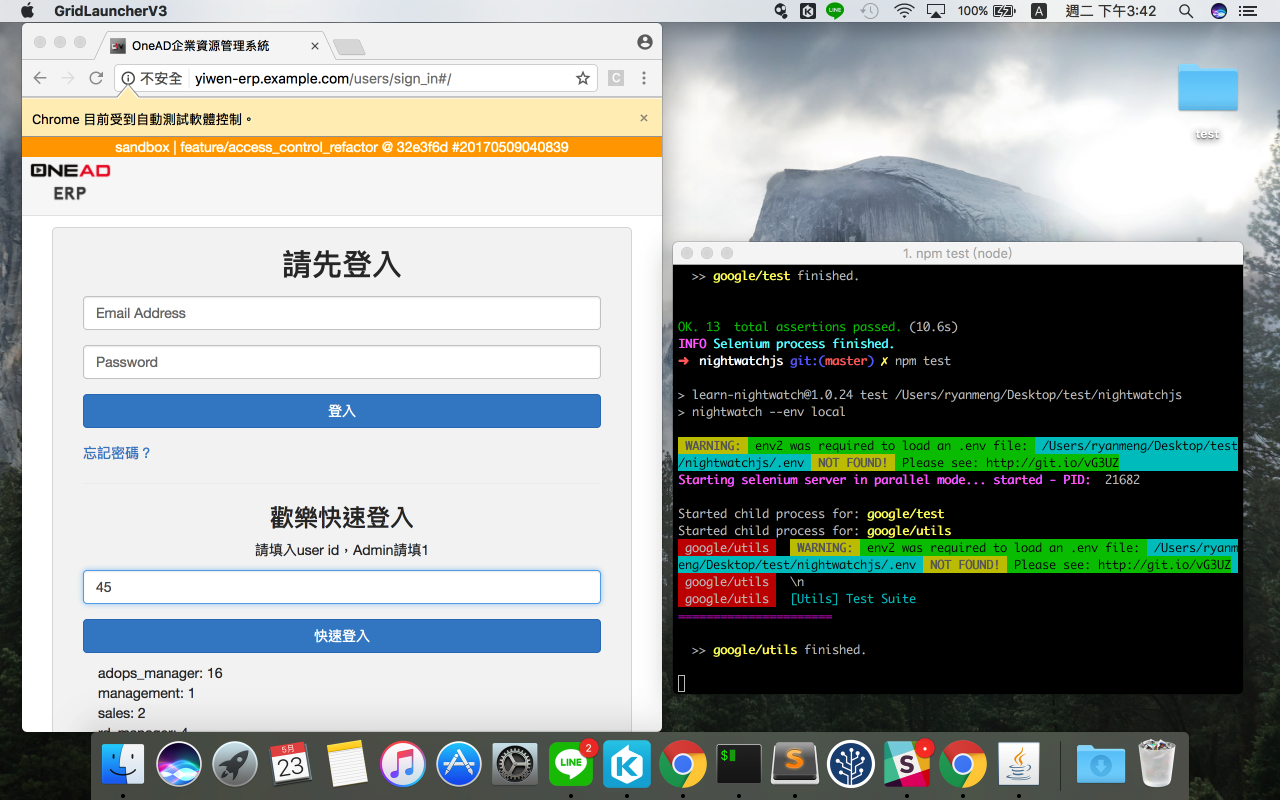 GridLauncherV3
100%
A
週二 下午3:42
OneAD企業資源管理系統
不安全
yiwen-erp.example.com/users/sign_in#/
C
Chrome 目前受到自動測試軟體控制。
sandbox | feature/access_control_refactor @ 32e3f6d #20170509040839
ONEAD
ERP
請先登入
Email Address
Password
登入
忘記密碼？
歡樂快速登入
請填入user id，Admin請填1
45
快速登入
adops_manager: 16
management: 1
sales: 2
rd_manager: 4
test
1. npm test (node)
>> google/test finished.
OK. 13 total assertions passed. (10.6s)
INFO Selenium process finished.
➜ nightwatchjs git:(master) ✗ npm test
> learn-nightwatch@1.0.24 test /Users/ryanmeng/Desktop/test/nightwatchjs
> nightwatch --env local
WARNING: env2 was required to load an .env file: /Users/ryanmeng/Desktop/test
/nightwatchjs/.env NOT FOUND! Please see: http://git.io/vG3UZ
Starting selenium server in parallel mode... started - PID: 21682
Started child process for: google/test
Started child process for: google/utils
google/utils WARNING: env2 was required to load an .env file: /Users/ryanm
eng/Desktop/test/nightwatchjs/.env NOT FOUND! Please see: http://git.io/vG3UZ
google/utils \n
google/utils [Utils] Test Suite
======================
>> google/utils finished.
5月
23
LINE
2
K
$
S
S